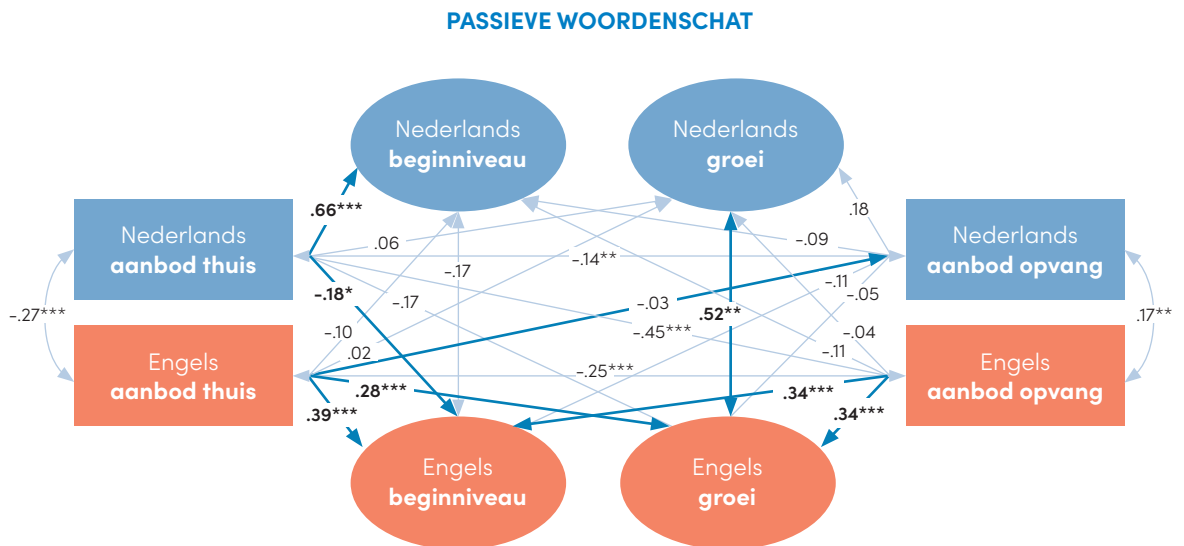 PASSIEVE WOORDENSCHAT
Nederlands
beginniveau
Nederlands
groei
.66***
.18
Nederlands
aanbod thuis
.06
-.14**
-.09
Nederlands
aanbod opvang
-.17
-.11
-.18*
-.17
-.03
-.05
-.27***
.52**
.17**
-.10
-.45***
-.04
.02
-.11
Engels
aanbod thuis
-.25***
Engels
aanbod opvang
.28***
.34***
.39***
.34***
Engels
beginniveau
Engels
groei